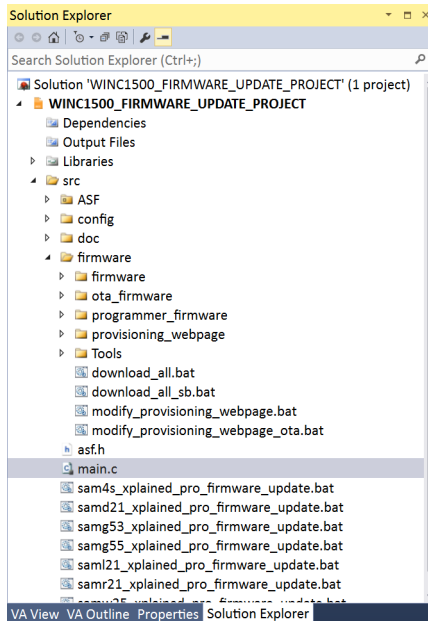 Solution Explorer
Search Solution Explorer (Ctrl+;)
Solution 'WINC1500_FIRMWARE_UPDATE_PROJECT' (1 project)
WINC1500_FIRMWARE_UPDATE_PROJECT
Dependencies
Output Files
Libraries
src
ASF
config
doc
firmware
firmware
ota_firmware
programmer_firmware
provisioning_webpage
Tools
download_all.bat
download_all_sb.bat
modify_provisioning_webpage.bat
modify_provisioning_webpage_ota.bat
asf.h
main.c
sam4s_xplained_pro_firmware_update.bat
samd21_xplained_pro_firmware_update.bat
samg53_xplained_pro_firmware_update.bat
samg55_xplained_pro_firmware_update.bat
saml21_xplained_pro_firmware_update.bat
samr21_xplained_pro_firmware_update.bat
VA View VA Outline Properties Solution Explorer